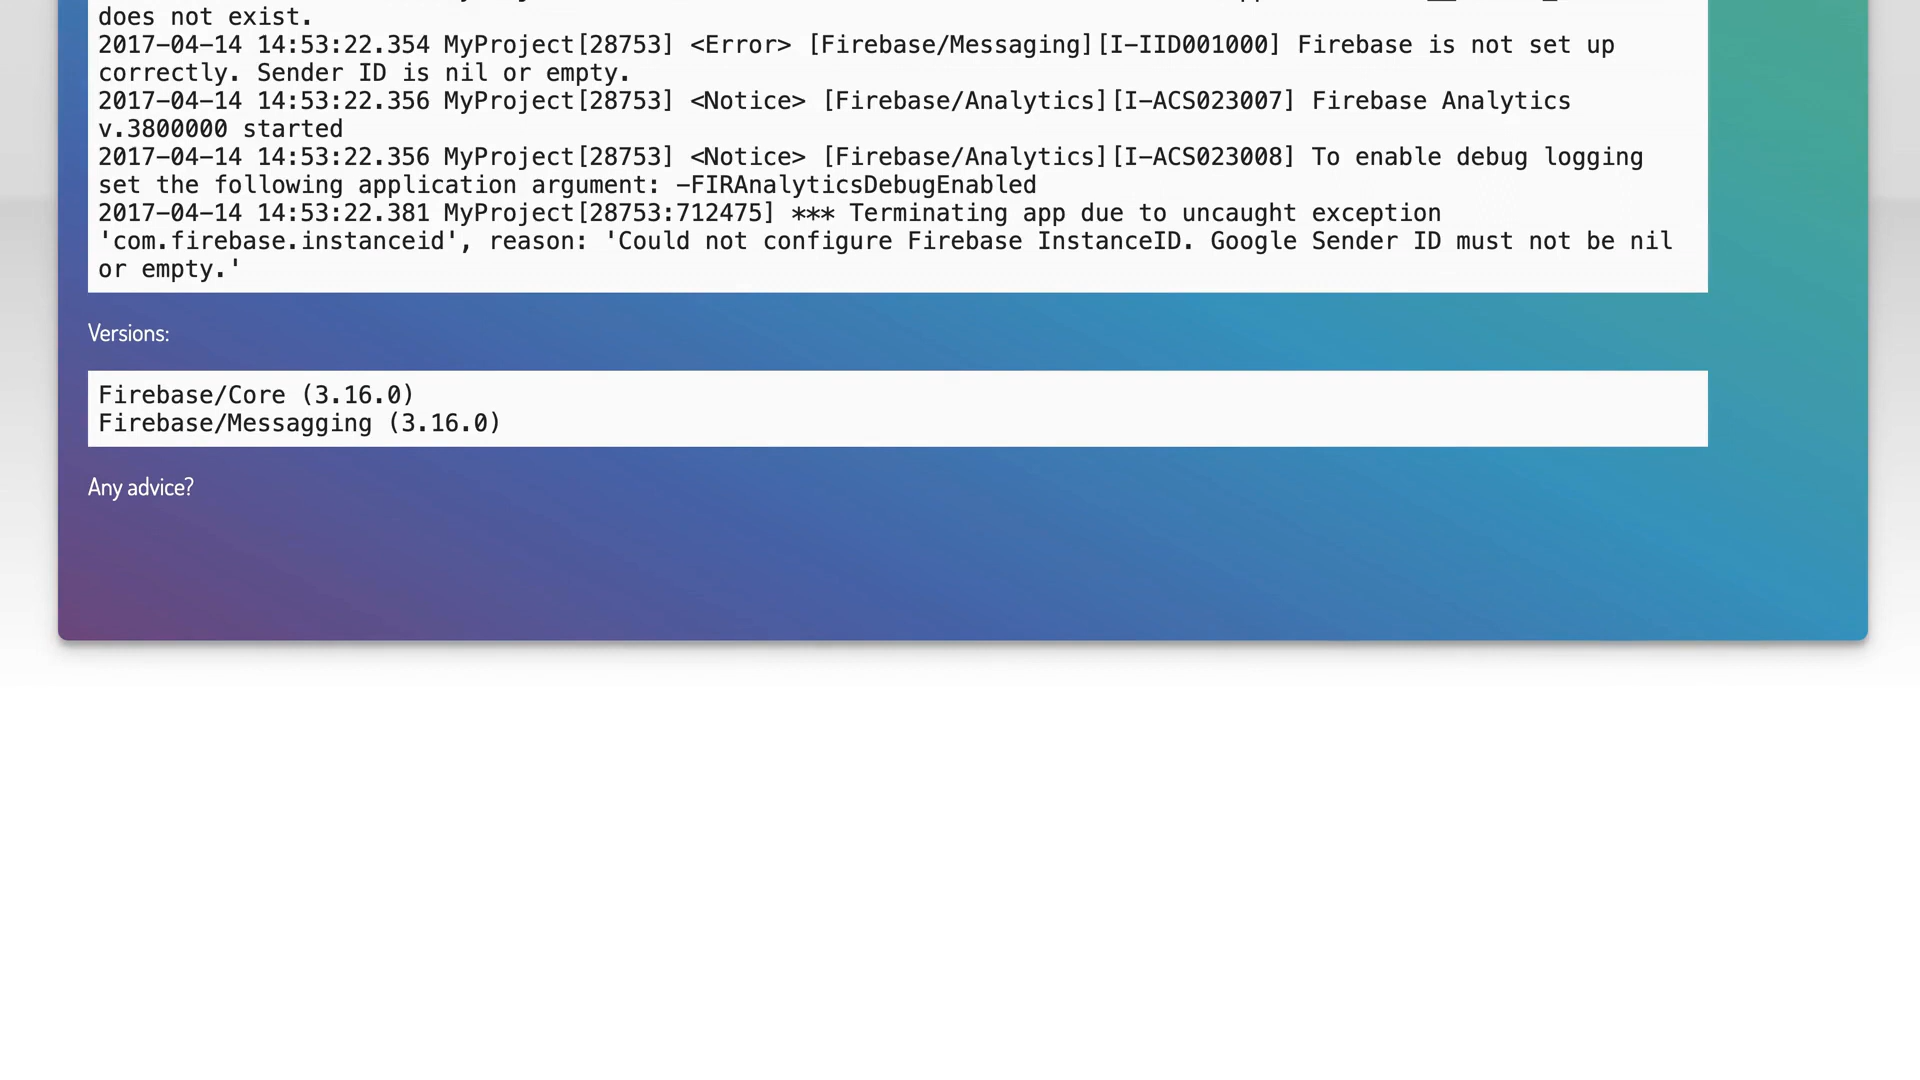 does not exist.
2017-04-14 14:53:22.354 MyProject[28753] <Error> [Firebase/Messaging][I-IID001000] Firebase is not set up
correctly. Sender ID is nil or empty.
2017-04-14 14:53:22.356 MyProject[28753] <Notice> [Firebase/Analytics][I-ACS023007] Firebase Analytics
v.3800000 started
2017-04-14 14:53:22.356 MyProject[28753] <Notice> [Firebase/Analytics][I-ACS023008] To enable debug logging
set the following application argument: -FIRAnalyticsDebugEnabled
2017-04-14 14:53:22.381 MyProject[28753:712475] *** Terminating app due to uncaught exception
'com.firebase.instanceid', reason: 'Could not configure Firebase InstanceID. Google Sender ID must not be nil
or empty.'
Versions:
Firebase/Core (3.16.0)
Firebase/Messagging (3.16.0)
Any advice?